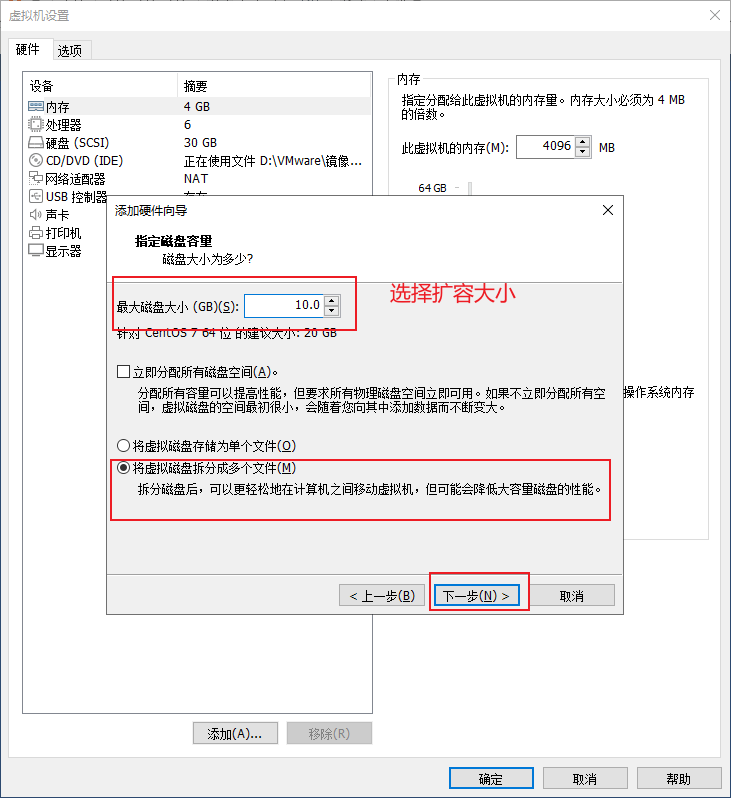 虚拟机设置
硬件 选项
设备 摘要
内存 4 GB
处理器 6
硬盘 (SCSI) 30 GB
CD/DVD (IDE) 正在使用文件 D:\VMware\镜像...
网络适配器 NAT
USB 控制器
声卡
打印机
显示器
内存
指定分配给此虚拟机的内存量。内存大小必须为 4 MB
的倍数。
此虚拟机的内存(M): 4096 MB
64 GB
操作系统内存
添加硬件向导
指定磁盘容量
磁盘大小为多少?
最大磁盘大小 (GB)(S): 10.0
选择扩容大小
针对 CentOS 7 64 位 的建议大小: 20 GB
立即分配所有磁盘空间(A)。
分配所有容量可以提高性能，但要求所有物理磁盘空间立即可用。如果不立即分配所有空
间，虚拟磁盘的空间最初很小，会随着您向其中添加数据而不断变大。
将虚拟磁盘存储为单个文件(O)
将虚拟磁盘拆分成多个文件(M)
拆分磁盘后，可以更轻松地在计算机之间移动虚拟机，但可能会降低大容量磁盘的性能。
< 上一步(B) 下一步(N) > 取消
添加(A)... 移除(R)
确定 取消 帮助